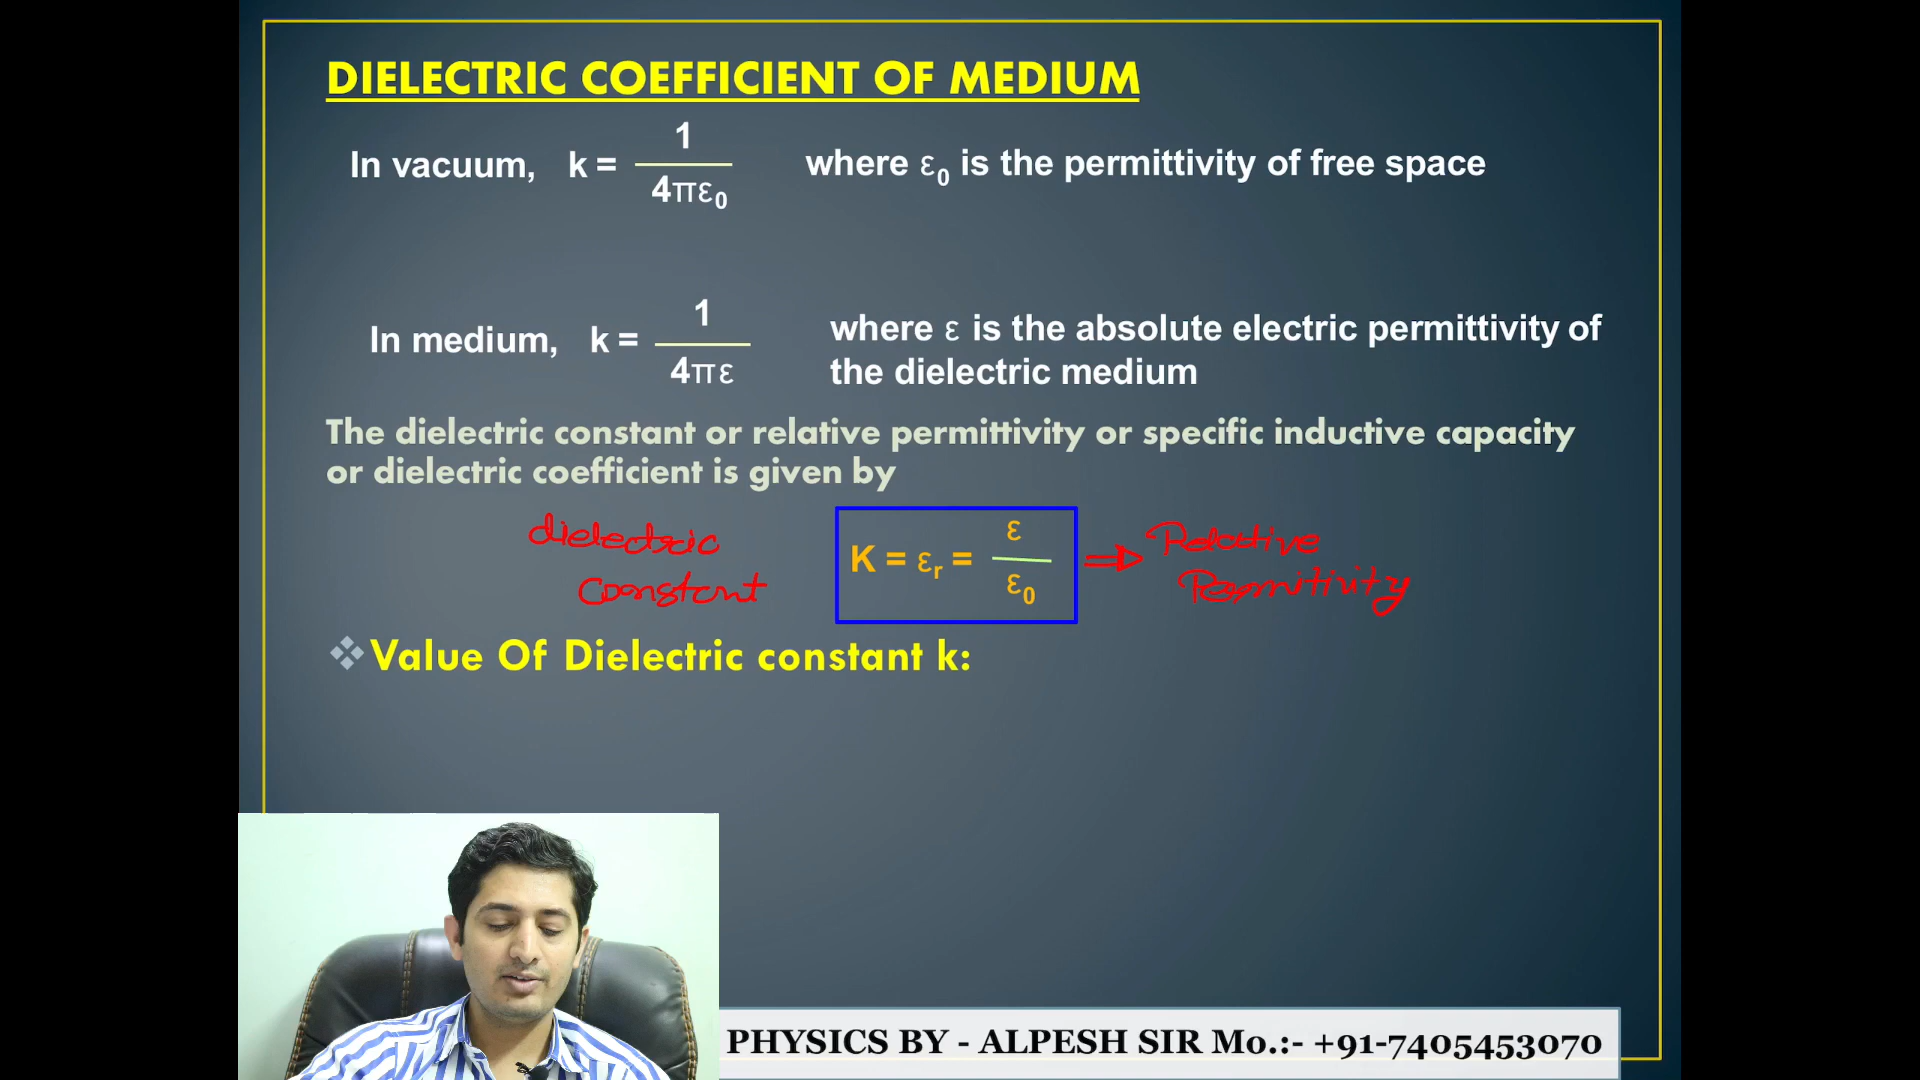 DIELECTRIC COEFFICIENT OF MEDIUM
In vacuum, k = 1 / 4πε0 where ε0 is the permittivity of free space
In medium, k = 1 / 4πε where ε is the absolute electric permittivity of
the dielectric medium
The dielectric constant or relative permittivity or specific inductive capacity
or dielectric coefficient is given by
dielectric
constant
K = εr = ε / ε0
⇒ Relative
Permitivity
❖Value Of Dielectric constant k:
PHYSICS BY - ALPESH SIR Mo.:- +91-7405453070